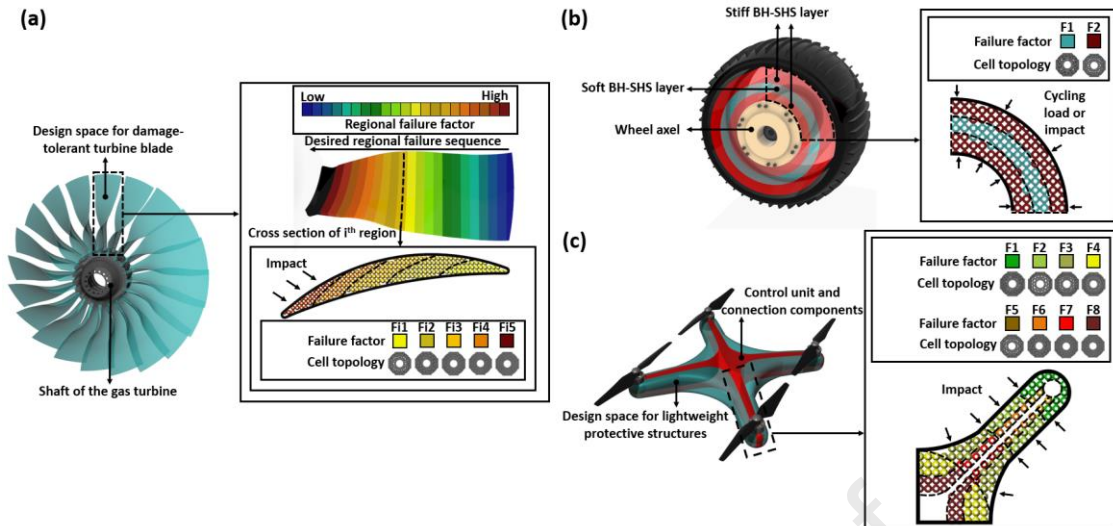 (a)
Design space for damage-
tolerant turbine blade
Shaft of the gas turbine
Low
High
Regional failure factor
Desired regional failure sequence
Cross section of iᵗʰ region
Impact
Fi1 Fi2 Fi3 Fi4 Fi5
Failure factor
Cell topology
(b)
Stiff BH-SHS layer
Soft BH-SHS layer
Wheel axel
F1 F2
Failure factor
Cell topology
Cycling
load or
impact
(c)
Control unit and
connection components
Design space for lightweight
protective structures
F1 F2 F3 F4
Failure factor
Cell topology
F5 F6 F7 F8
Failure factor
Cell topology
Impact
f